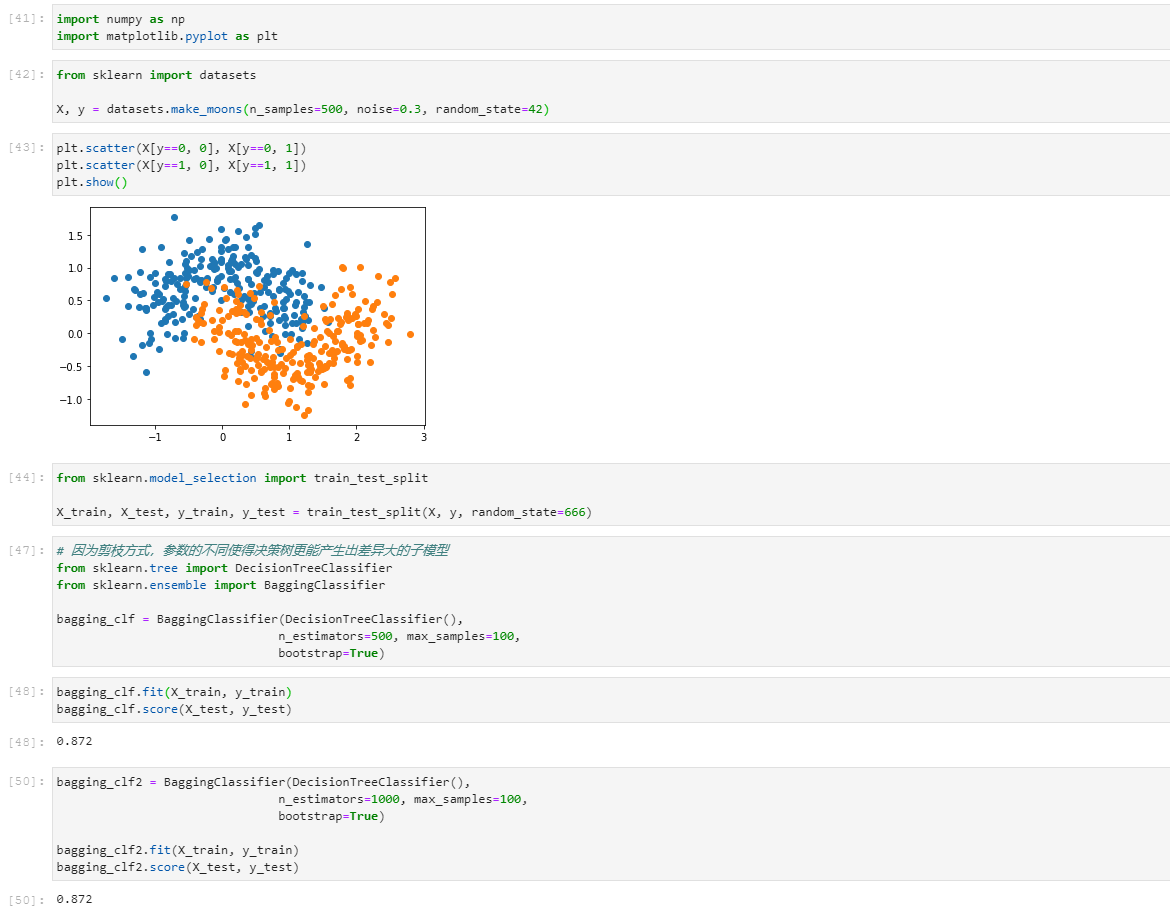 [41]: import numpy as np
import matplotlib.pyplot as plt
[42]: from sklearn import datasets
X, y = datasets.make_moons(n_samples=500, noise=0.3, random_state=42)
[43]: plt.scatter(X[y==0, 0], X[y==0, 1])
plt.scatter(X[y==1, 0], X[y==1, 1])
plt.show()
1.5
1.0
0.5
0.0
−0.5
−1.0
−1 0 1 2 3
[44]: from sklearn.model_selection import train_test_split
X_train, X_test, y_train, y_test = train_test_split(X, y, random_state=666)
[47]: # 因为剪枝方式，参数的不同使得决策树更能产生出差异大的子模型
from sklearn.tree import DecisionTreeClassifier
from sklearn.ensemble import BaggingClassifier
bagging_clf = BaggingClassifier(DecisionTreeClassifier(),
n_estimators=500, max_samples=100,
bootstrap=True)
[48]: bagging_clf.fit(X_train, y_train)
bagging_clf.score(X_test, y_test)
[48]: 0.872
[50]: bagging_clf2 = BaggingClassifier(DecisionTreeClassifier(),
n_estimators=1000, max_samples=100,
bootstrap=True)
bagging_clf2.fit(X_train, y_train)
bagging_clf2.score(X_test, y_test)
[50]: 0.872